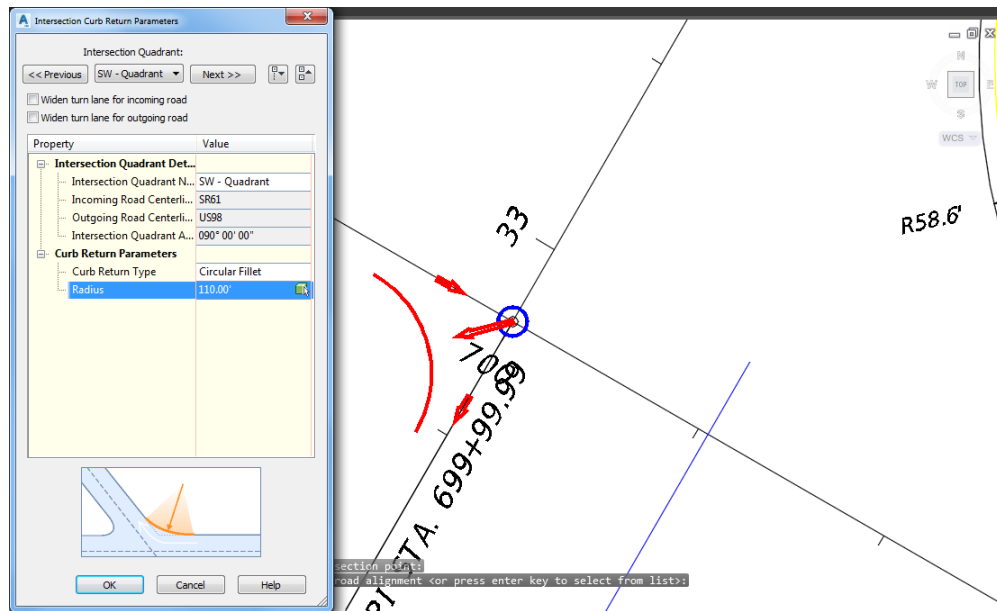 Intersection Curb Return Parameters
Intersection Quadrant:
<< Previous
SW - Quadrant
Next >>
Widen turn lane for incoming road
Widen turn lane for outgoing road
Property Value
Intersection Quadrant Det...
Intersection Quadrant N... SW - Quadrant
Incoming Road Centerli... SR61
Outgoing Road Centerli... US98
Intersection Quadrant A... 090° 00' 00"
Curb Return Parameters
Curb Return Type Circular Fillet
Radius 110.00'
OK
Cancel
Help
33
R58.6'
STA. 699+99.99
N
W
TOP
E
S
WCS
section point:
road alignment <or press enter key to select from list>: